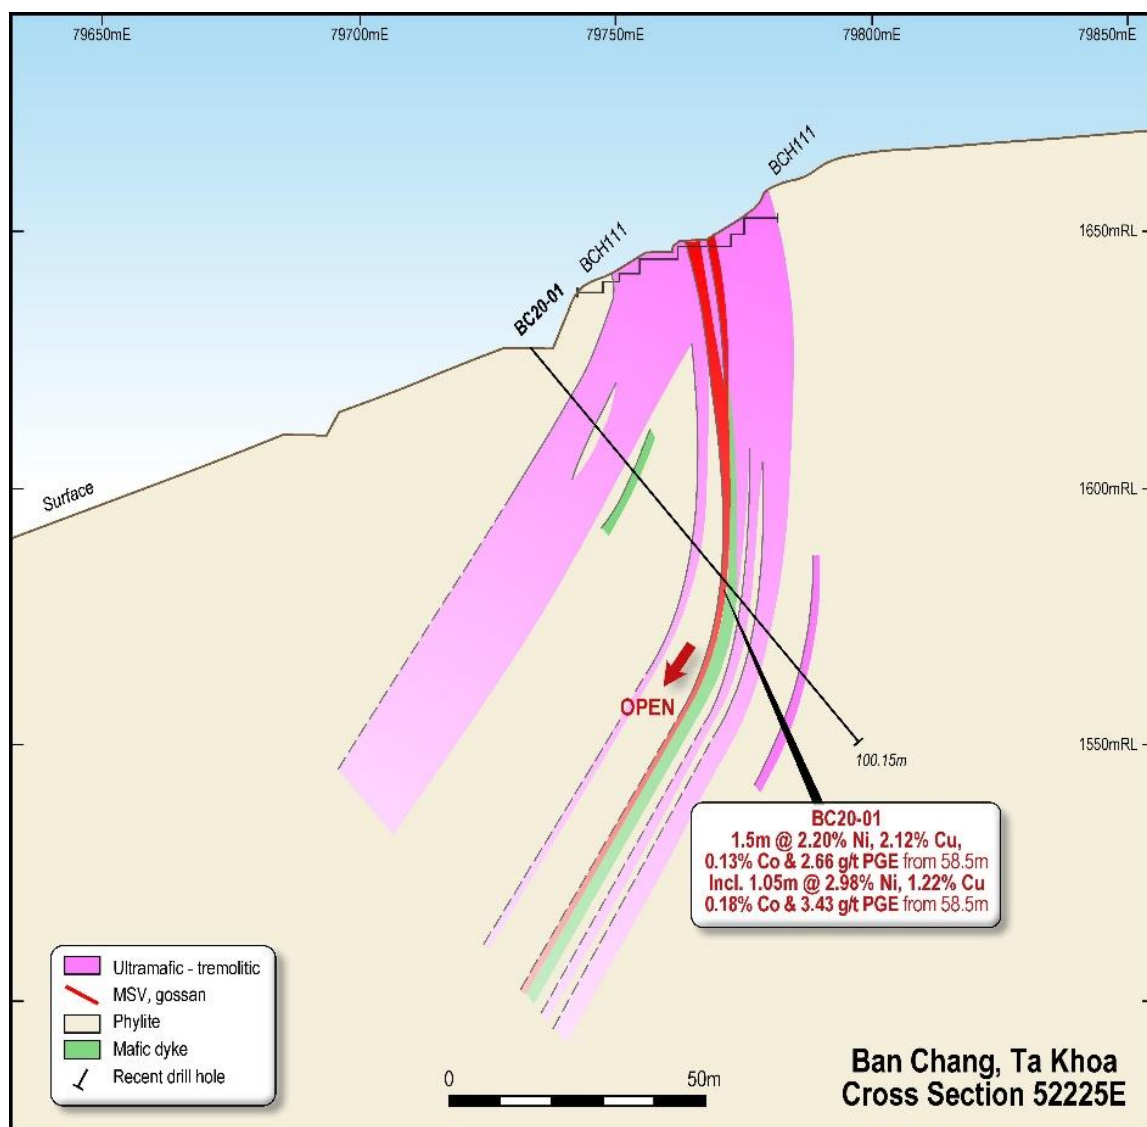 79650mE
79700mE
79750mE
79800mE
79850mE
BCH111
BCH111
1650mRL
BC20-01
Surface
1600mRL
OPEN
1550mRL
100.15m
BC20-01
1.5m @ 2.20% Ni, 2.12% Cu,
0.13% Co & 2.66 g/t PGE from 58.5m
Incl. 1.05m @ 2.98% Ni, 1.22% Cu
0.18% Co & 3.43 g/t PGE from 58.5m
Ultramafic - tremolitic
MSV, gossan
Phylite
Mafic dyke
Recent drill hole
0
50m
Ban Chang, Ta Khoa
Cross Section 52225E